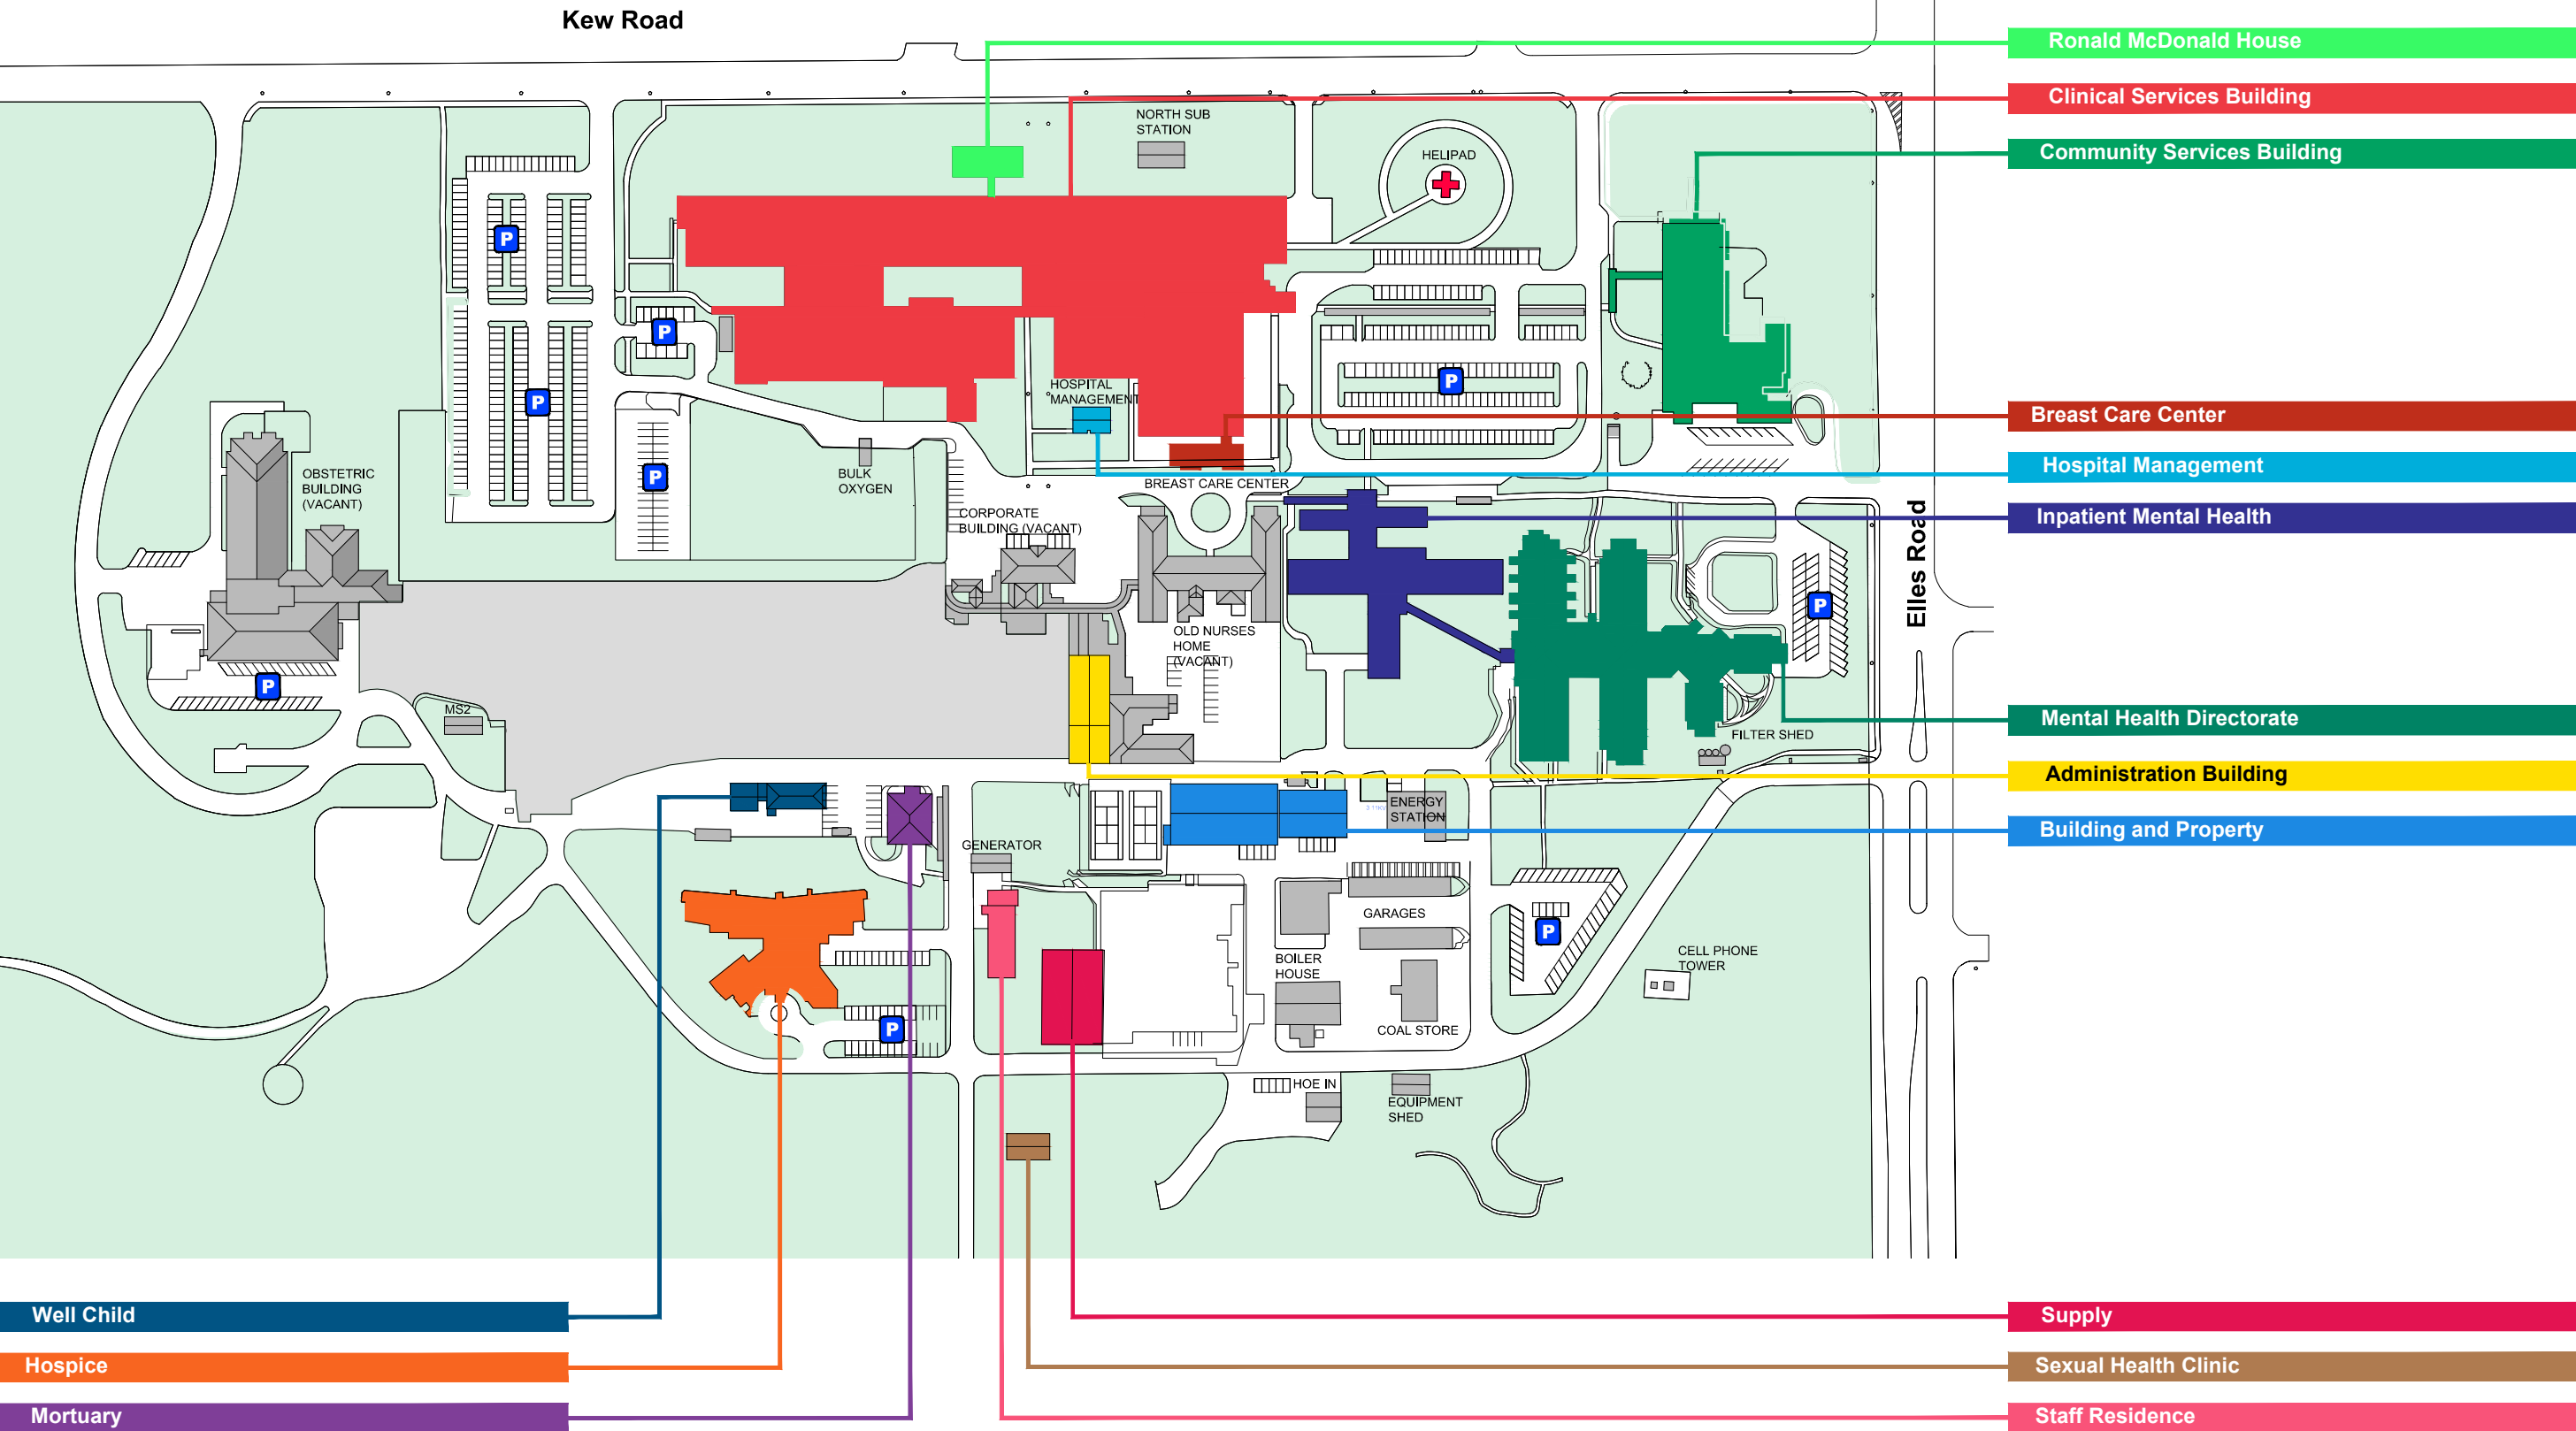 Kew Road
Ronald McDonald House
Clinical Services Building
Community Services Building
NORTH SUB
STATION
HELIPAD
P
P
P
P
P
HOSPITAL
MANAGEMENT
Breast Care Center
Hospital Management
Inpatient Mental Health
OBSTETRIC
BUILDING
(VACANT)
BULK
OXYGEN
BREAST CARE CENTER
CORPORATE
BUILDING (VACANT)
Elles Road
P
P
OLD NURSES
HOME
(VACANT)
MS2
Mental Health Directorate
FILTER SHED
Administration Building
ENERGY
STATION
Building and Property
GENERATOR
GARAGES
P
BOILER
HOUSE
CELL PHONE
TOWER
P
COAL STORE
HOE IN
EQUIPMENT
SHED
Well Child
Hospice
Mortuary
Supply
Sexual Health Clinic
Staff Residence